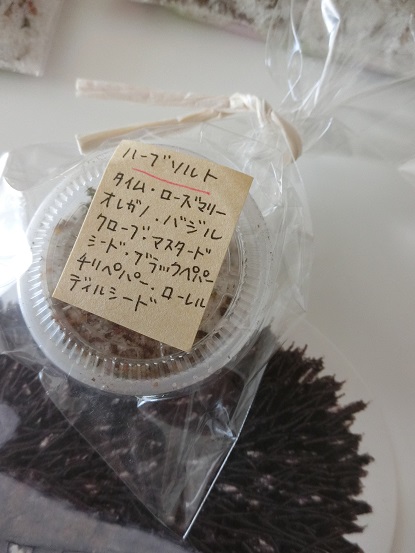 ハーブソルト
タイム・ローズマリー
オレガノ・バジル
クローブ・マスタード
シード・ブラックペパー
チリペパー・ローレル
ディルシード